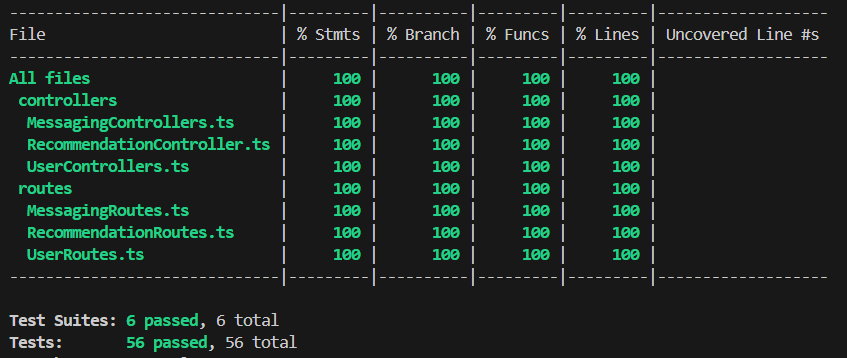 ------------------------------|---------|----------|---------|---------|-------------------
File                          | % Stmts | % Branch | % Funcs | % Lines | Uncovered Line #s
------------------------------|---------|----------|---------|---------|-------------------
All files                     |     100 |      100 |     100 |     100 |
 controllers                  |     100 |      100 |     100 |     100 |
  MessagingControllers.ts     |     100 |      100 |     100 |     100 |
  RecommendationController.ts |     100 |      100 |     100 |     100 |
  UserControllers.ts          |     100 |      100 |     100 |     100 |
 routes                       |     100 |      100 |     100 |     100 |
  MessagingRoutes.ts          |     100 |      100 |     100 |     100 |
  RecommendationRoutes.ts     |     100 |      100 |     100 |     100 |
  UserRoutes.ts               |     100 |      100 |     100 |     100 |
------------------------------|---------|----------|---------|---------|-------------------
Test Suites: 6 passed, 6 total
Tests:       56 passed, 56 total